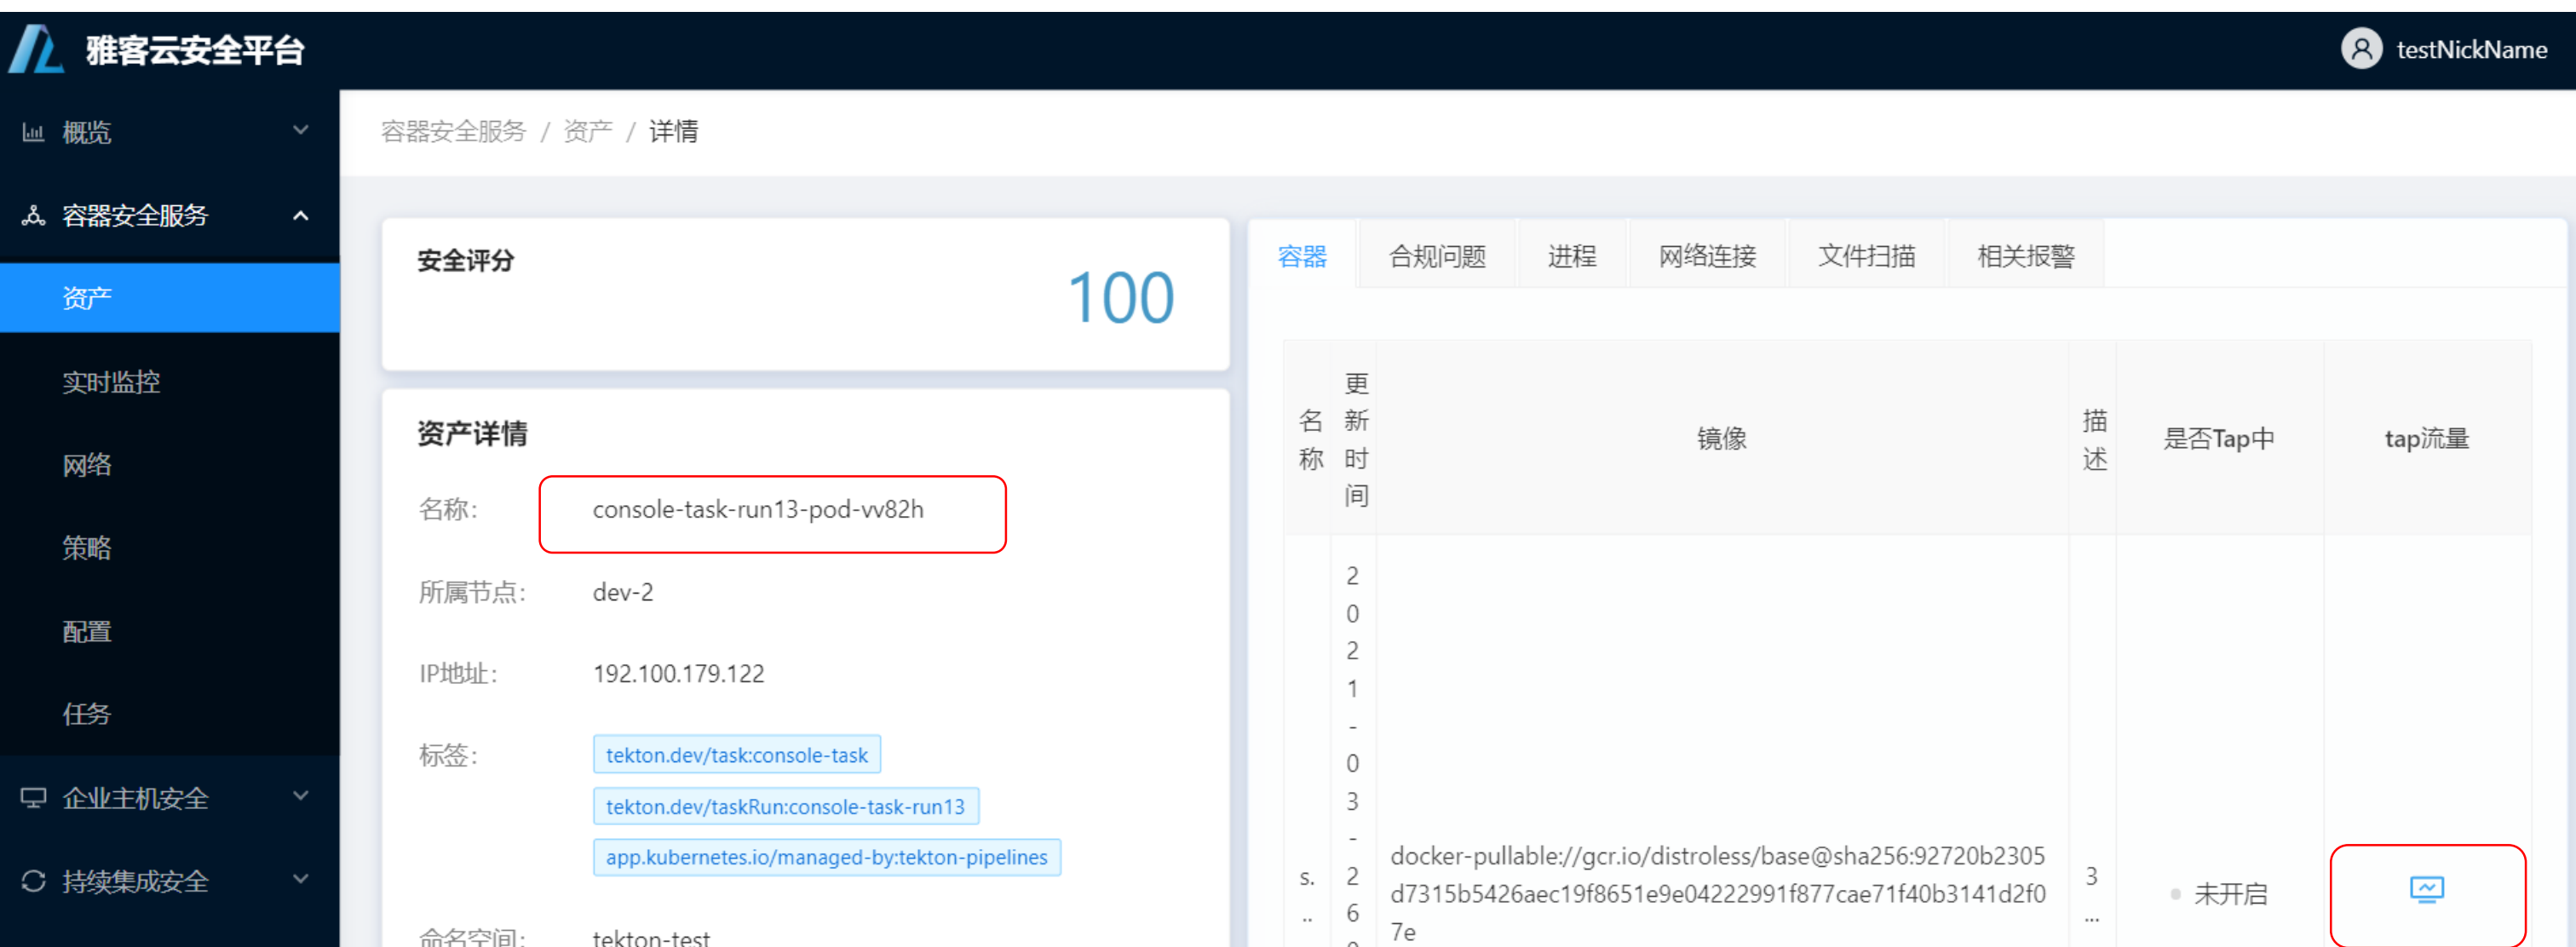 雅客云安全平台
testNickName
概览
容器安全服务
资产
实时监控
网络
策略
配置
任务
企业主机安全
持续集成安全
容器安全服务 / 资产 / 详情
安全评分
100
资产详情
名称: console-task-run13-pod-vv82h
所属节点: dev-2
IP地址: 192.100.179.122
标签: tekton.dev/task:console-task
tekton.dev/taskRun:console-task-run13
app.kubernetes.io/managed-by:tekton-pipelines
命名空间: tekton-test
容器 合规问题 进程 网络连接 文件扫描 相关报警
名称 更新时间 镜像 描述 是否Tap中 tap流量
s...
2021-03-26
docker-pullable://gcr.io/distroless/base@sha256:92720b2305
d7315b5426aec19f8651e9e04222991f877cae71f40b3141d2f0
7e
3...
未开启